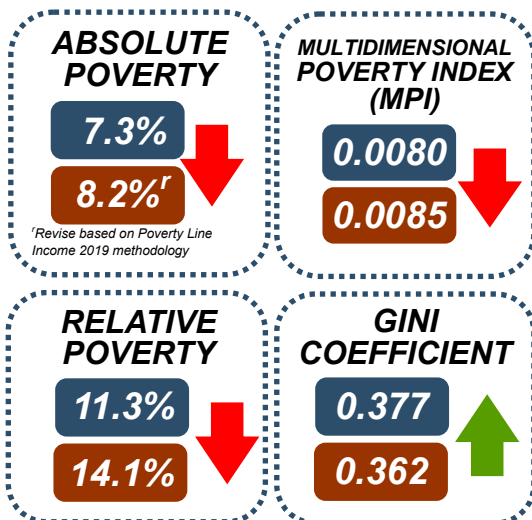 ABSOLUTE
POVERTY
7.3%
8.2%ʳ
ʳRevise based on Poverty Line
Income 2019 methodology
MULTIDIMENSIONAL
POVERTY INDEX
(MPI)
0.0080
0.0085
RELATIVE
POVERTY
11.3%
14.1%
GINI
COEFFICIENT
0.377
0.362